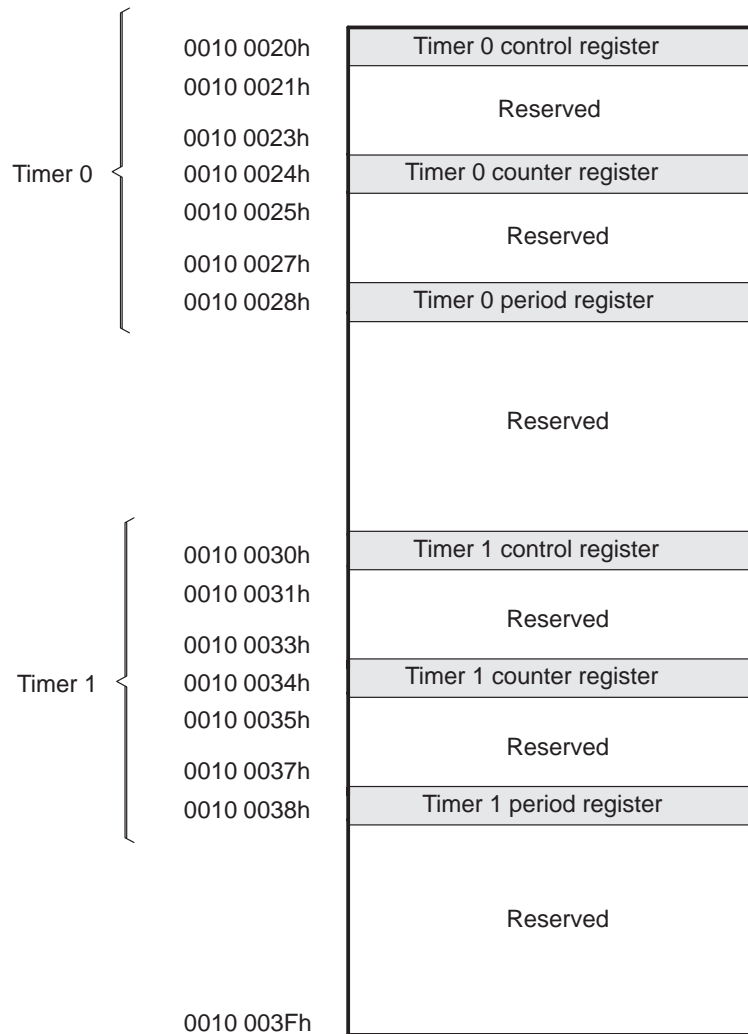 0010 0020h Timer 0 control register
0010 0021h
Reserved
0010 0023h
Timer 0 0010 0024h Timer 0 counter register
0010 0025h
Reserved
0010 0027h
0010 0028h Timer 0 period register
Reserved
0010 0030h Timer 1 control register
0010 0031h
Reserved
0010 0033h
Timer 1 0010 0034h Timer 1 counter register
0010 0035h
Reserved
0010 0037h
0010 0038h Timer 1 period register
Reserved
0010 003Fh